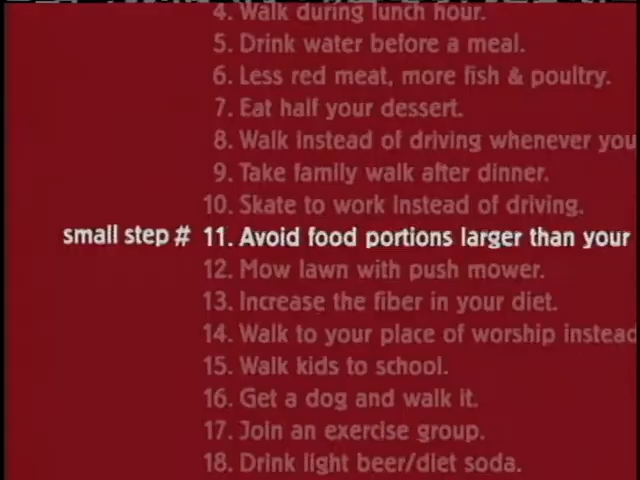 4. Walk during lunch hour.
5. Drink water before a meal.
6. Less red meat, more fish & poultry.
7. Eat half your dessert.
8. Walk instead of driving whenever you
9. Take family walk after dinner.
10. Skate to work instead of driving.
small step # 11. Avoid food portions larger than your
12. Mow lawn with push mower.
13. Increase the fiber in your diet.
14. Walk to your place of worship instead
15. Walk kids to school.
16. Get a dog and walk it.
17. Join an exercise group.
18. Drink light beer/diet soda.